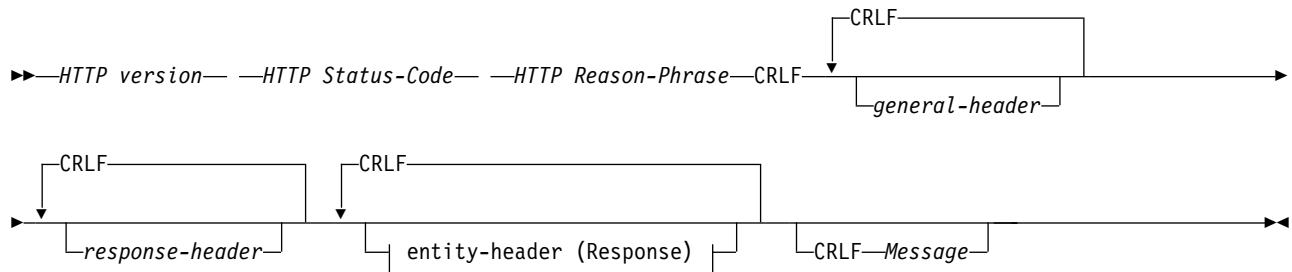 CRLF
HTTP version HTTP Status-Code HTTP Reason-Phrase CRLF
general-header
CRLF CRLF
response-header entity-header (Response) CRLF Message